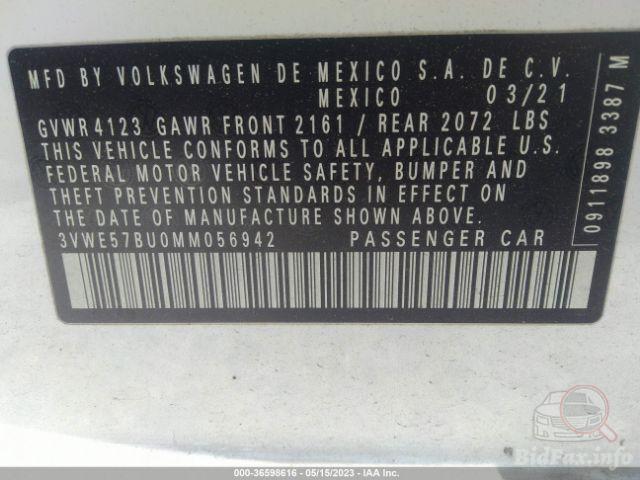 MFD BY VOLKSWAGEN DE MEXICO S.A. DE C.V.
MEXICO 03/21
GVWR 4123 GAWR FRONT 2161 / REAR 2072 LBS
THIS VEHICLE CONFORMS TO ALL APPLICABLE U.S.
FEDERAL MOTOR VEHICLE SAFETY, BUMPER AND
THEFT PREVENTION STANDARDS IN EFFECT ON
THE DATE OF MANUFACTURE SHOWN ABOVE.
3VWE57BU0MM056942 PASSENGER CAR
0911898 3387 M
BidFax.info
000-36598616 - 05/15/2023 - IAA Inc.